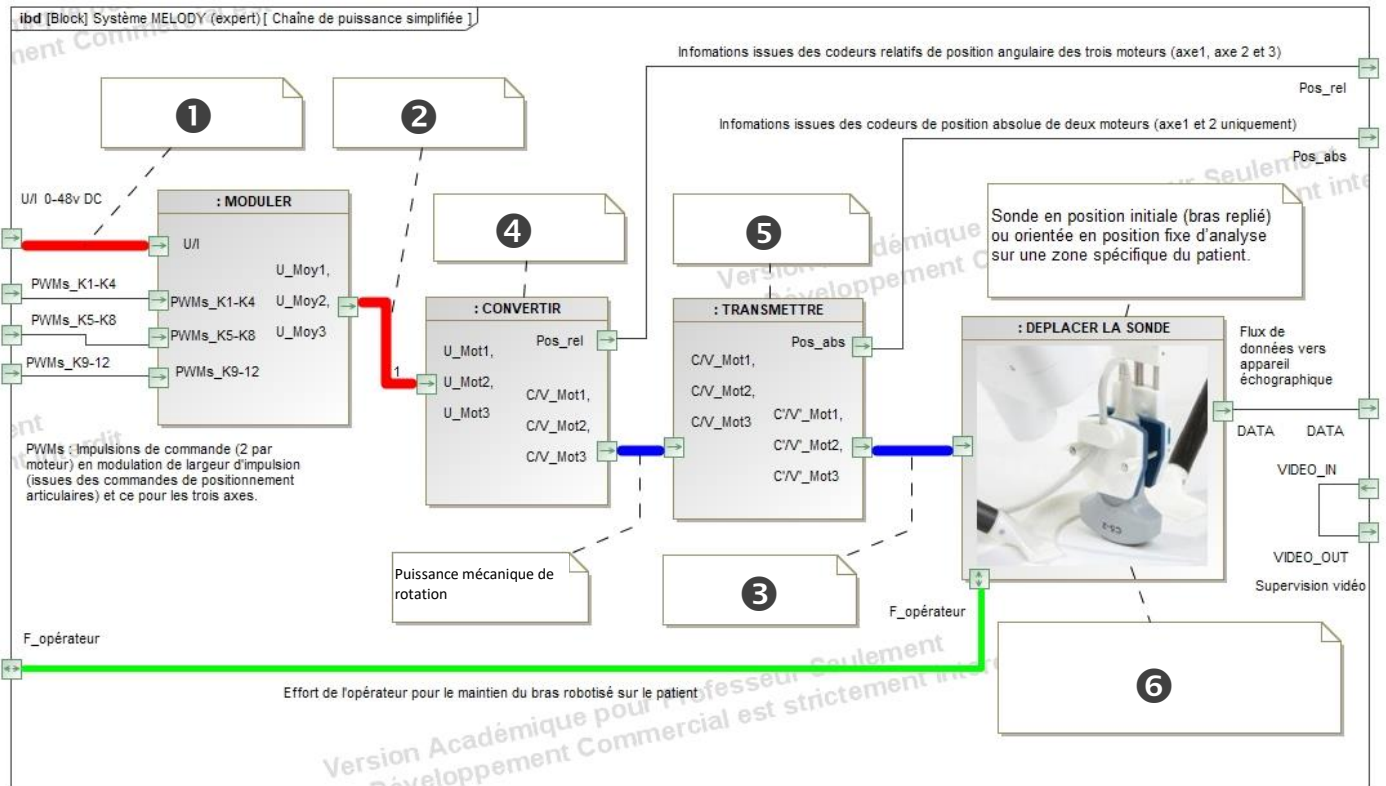 ibd [Block] Système MELODY (expert) [ Chaîne de puissance simplifiée ]
Infomations issues des codeurs relatifs de position angulaire des trois moteurs (axe1, axe 2 et 3)
Pos_rel
Infomations issues des codeurs de position absolue de deux moteurs (axe1 et 2 uniquement)
Pos_abs
❶
❷
❹
❺
Sonde en position initiale (bras replié)
ou orientée en position fixe d'analyse
sur une zone spécifique du patient.
U/I 0-48v DC
PWMs_K1-K4
PWMs_K5-K8
PWMs_K9-12
: MODULER
U/I
PWMs_K1-K4
PWMs_K5-K8
PWMs_K9-12
U_Moy1,
U_Moy2,
U_Moy3
1
: CONVERTIR
U_Mot1,
U_Mot2,
U_Mot3
Pos_rel
C/V_Mot1,
C/V_Mot2,
C/V_Mot3
: TRANSMETTRE
C/V_Mot1,
C/V_Mot2,
C/V_Mot3
Pos_abs
C'/V'_Mot1,
C'/V'_Mot2,
C'/V'_Mot3
: DEPLACER LA SONDE
C5-2
Flux de
données vers
appareil
échographique
DATA
DATA
VIDEO_IN
VIDEO_OUT
Supervision vidéo
PWMs : Impulsions de commande (2 par
moteur) en modulation de largeur d'impulsion
(issues des commandes de positionnement
articulaires) et ce pour les trois axes.
Puissance mécanique de
rotation
❸
F_opérateur
F_opérateur
Effort de l'opérateur pour le maintien du bras robotisé sur le patient
❻
Version Académique pour Professeur Seulement
Développement Commercial est strictement